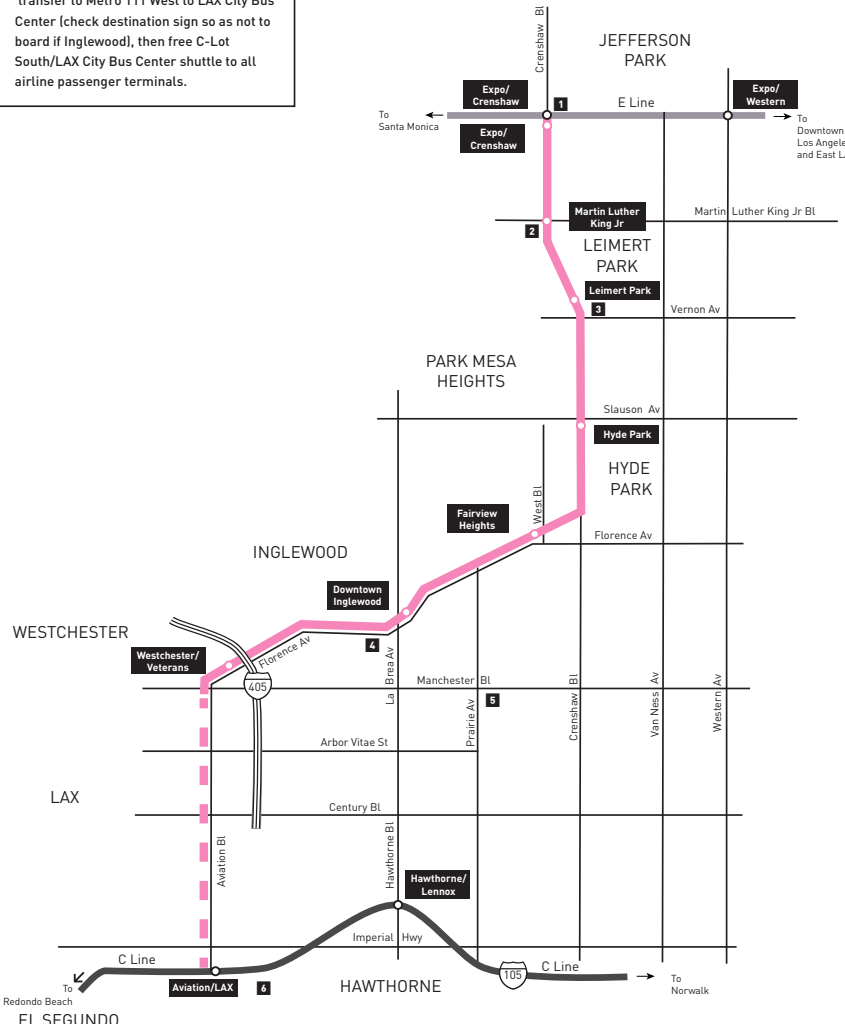 transfer to Metro 111 West to LAX City Bus
Center (check destination sign so as not to
board if Inglewood), then free C-Lot
South/LAX City Bus Center shuttle to all
airline passenger terminals.
Crenshaw Bl
JEFFERSON
PARK
Expo/
Crenshaw
1
E Line
Expo/
Western
To
Santa Monica
Expo/
Crenshaw
To
Downtown
Los Angele
and East L
Martin Luther
King Jr
Martin Luther King Jr Bl
2
LEIMERT
PARK
Leimert Park
3
Vernon Av
PARK MESA
HEIGHTS
Slauson Av
Hyde Park
HYDE
PARK
West Bl
Fairview
Heights
Florence Av
INGLEWOOD
Downtown
Inglewood
WESTCHESTER
4
Westchester/
Veterans
Florence Av
405
La Brea Av
Manchester Bl
5
Prairie Av
Crenshaw Bl
Van Ness Av
Western Av
Arbor Vitae St
LAX
Century Bl
Aviation Bl
Hawthorne Bl
Hawthorne/
Lennox
Imperial Hwy
C Line
105
C Line
To
Redondo Beach
Aviation/LAX
6
HAWTHORNE
To
Norwalk
EL SEGUNDO